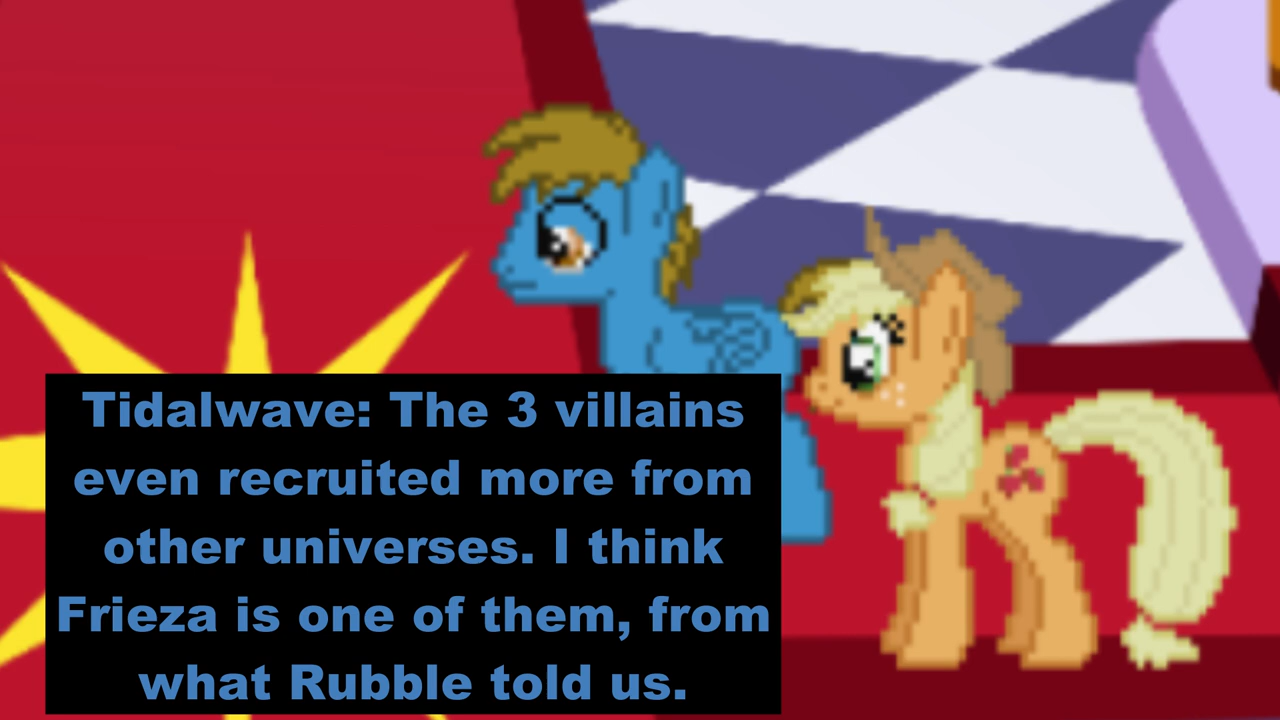 Tidalwave: The 3 villains
even recruited more from
other universes. I think
Frieza is one of them, from
what Rubble told us.